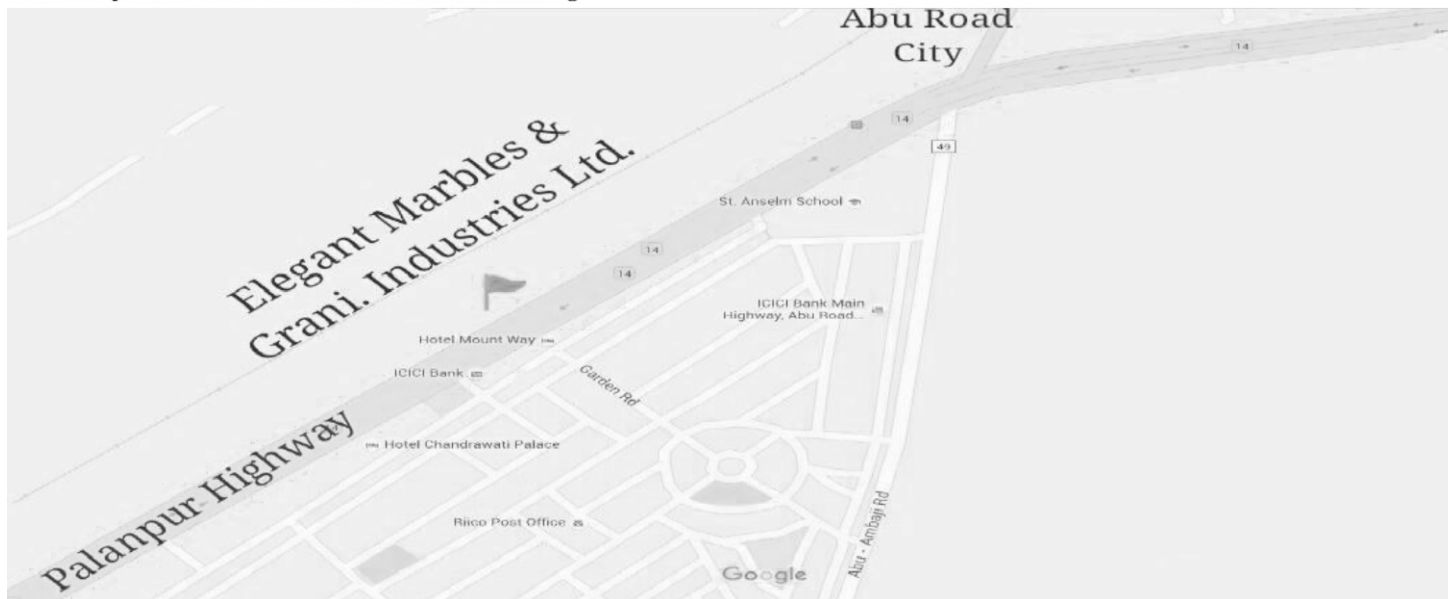 Abu Road
City
14
14
49
Elegant Marbles &
Grani. Industries Ltd.
St. Anselm School
14
14
ICICI Bank Main
Highway, Abu Road...
Hotel Mount Way
ICICI Bank
Garden Rd
Palanpur Highway
Hotel Chandrawati Palace
Riico Post Office
Abu - Ambaji Rd
Google